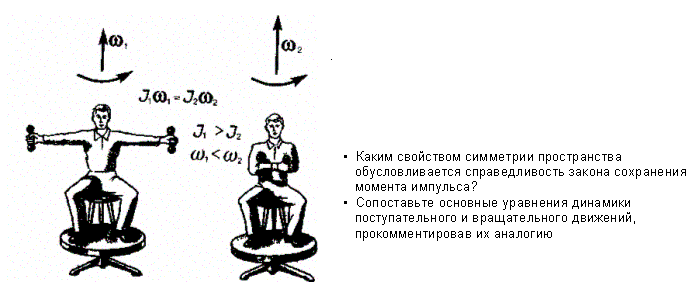 ω₁
ω₂
J₁ω₁ = J₂ω₂
J₁ > J₂
ω₁ < ω₂
• Каким свойством симметрии пространства
обусловливается справедливость закона сохранения
момента импульса?
• Сопоставьте основные уравнения динамики
поступательного и вращательного движений,
прокомментировав их аналогию